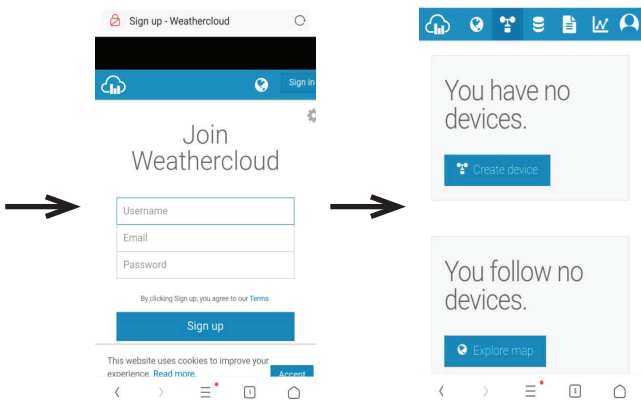 Sign up - Weathercloud
Sign in
Join
Weathercloud
Username
Email
Password
By clicking Sign up, you agree to our Terms.
Sign up
This website uses cookies to improve your
experience. Read more.
Accept
1
You have no
devices.
Create device
You follow no
devices.
Explore map
5